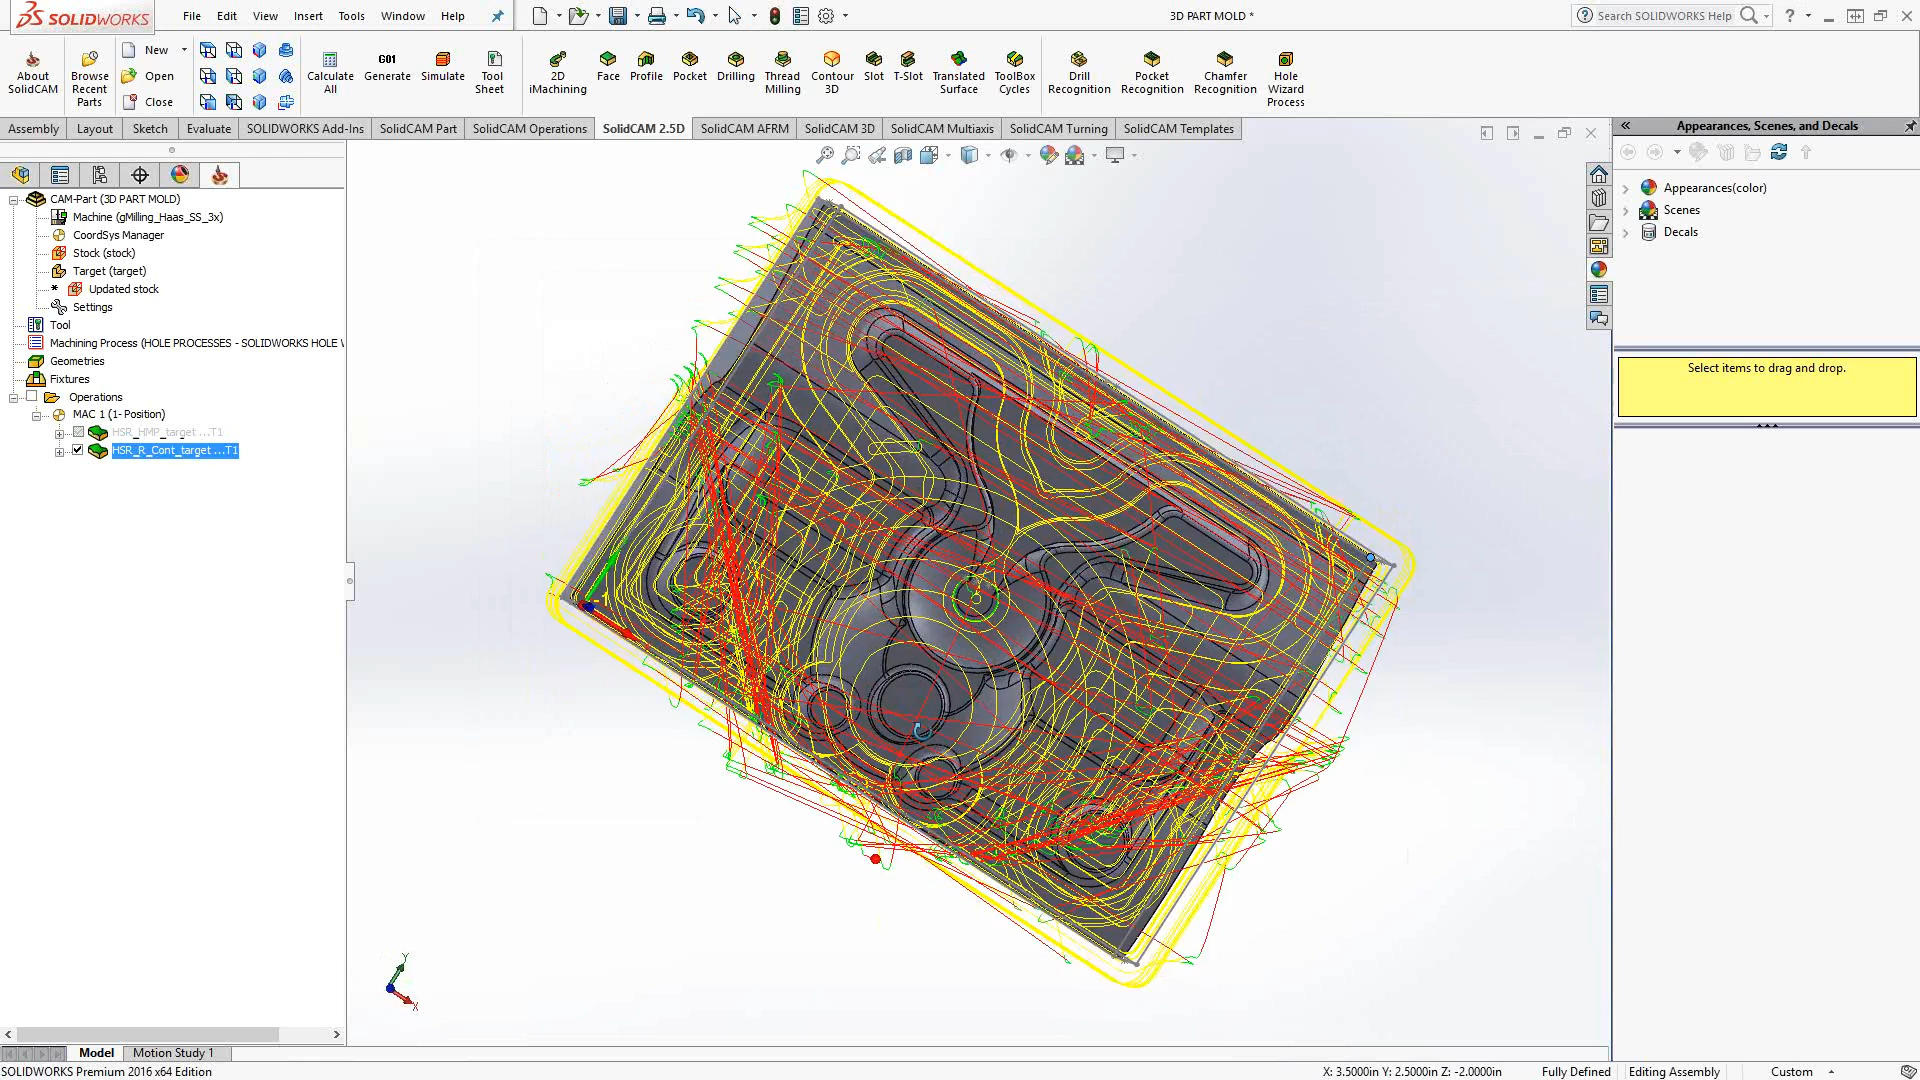 SOLIDWORKS
File Edit View Insert Tools Window Help
3D PART MOLD *
Search SOLIDWORKS Help
?
About SolidCAM
Browse Recent Parts
New
Open
Close
Calculate All
G01
Generate
Simulate
Tool Sheet
2D iMachining
Face
Profile
Pocket
Drilling
Thread Milling
Contour 3D
Slot
T-Slot
Translated Surface
ToolBox Cycles
Drill Recognition
Pocket Recognition
Chamfer Recognition
Hole Wizard Process
Assembly Layout Sketch Evaluate SOLIDWORKS Add-Ins SolidCAM Part SolidCAM Operations SolidCAM 2.5D SolidCAM AFRM SolidCAM 3D SolidCAM Multiaxis SolidCAM Turning SolidCAM Templates
Appearances, Scenes, and Decals
Appearances(color)
Scenes
Decals
Select items to drag and drop.
CAM-Part (3D PART MOLD)
Machine (gMilling_Haas_SS_3x)
CoordSys Manager
Stock (stock)
Target (target)
* Updated stock
Settings
Tool
Machining Process (HOLE PROCESSES - SOLIDWORKS HOLE
Geometries
Fixtures
Operations
MAC 1 (1- Position)
HSR_HMP_target ...T1
HSR_R_Cont_target ...T1
Y
X
Model Motion Study 1
SOLIDWORKS Premium 2016 x64 Edition
X: 3.5000in Y: 2.5000in Z: -2.0000in
Fully Defined
Editing Assembly
Custom